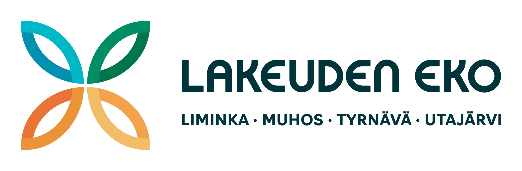 LAKEUDEN EKO
LIMINKA · MUHOS · TYRNÄVÄ · UTAJÄRVI